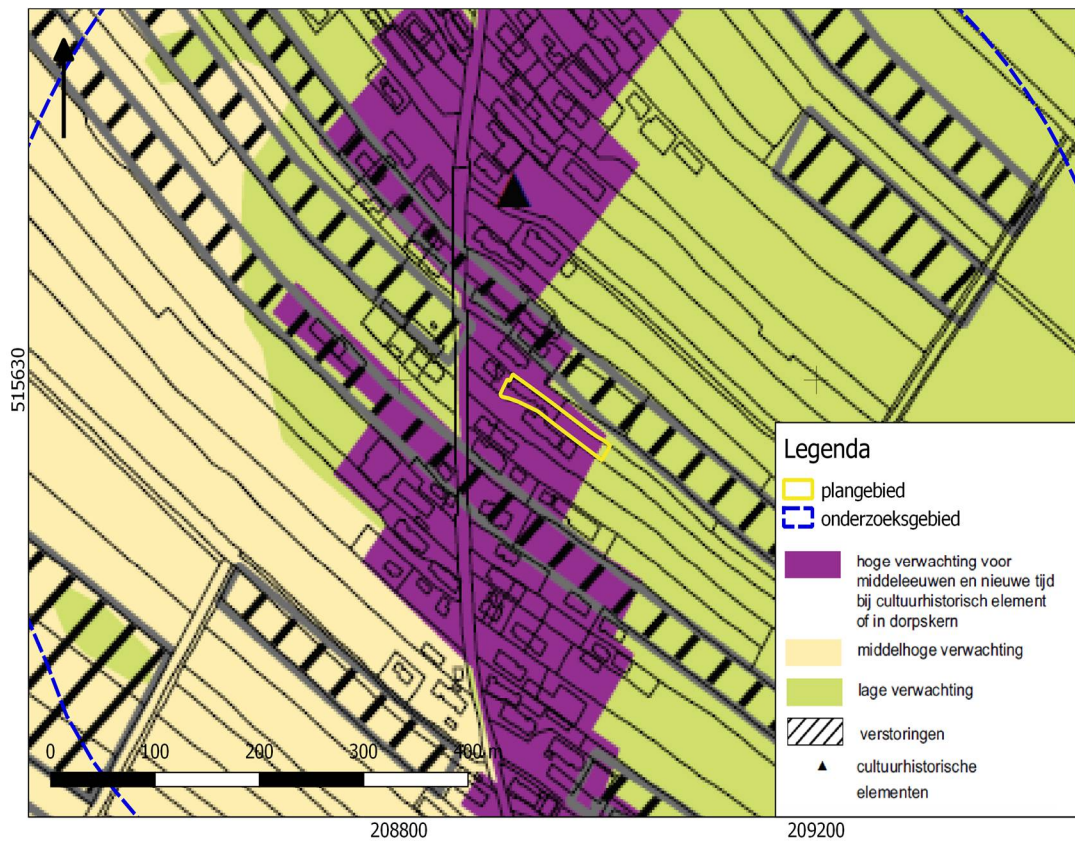 515630
0 100 200 300 400 m
208800
209200
Legenda
plangebied
onderzoeksgebied
hoge verwachting voor
middeleeuwen en nieuwe tijd
bij cultuurhistorisch element
of in dorpskern
middelhoge verwachting
lage verwachting
verstoringen
cultuurhistorische
elementen